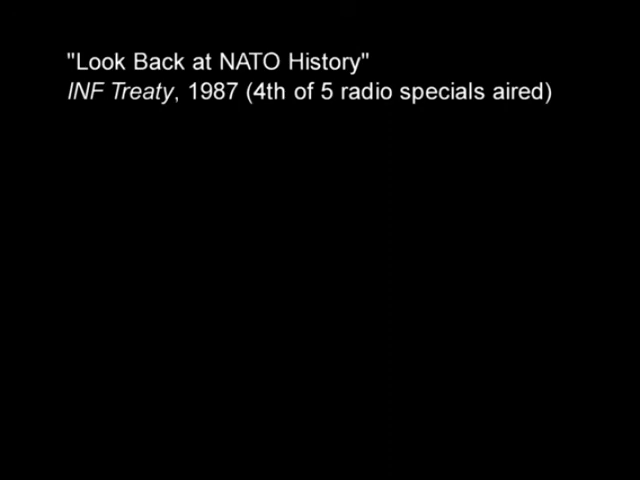 "Look Back at NATO History"
INF Treaty, 1987 (4th of 5 radio specials aired)